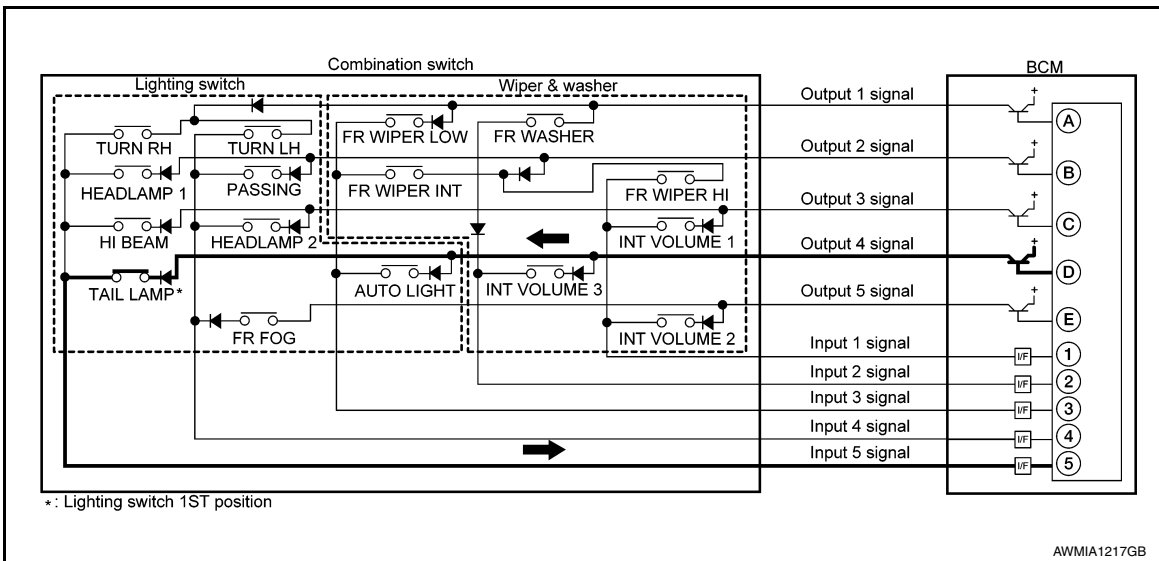 Combination switch
BCM
Lighting switch
Wiper & washer
Output 1 signal
+
A
FR WIPER LOW
FR WASHER
TURN RH
TURN LH
Output 2 signal
+
B
HEADLAMP 1
PASSING
FR WIPER INT
FR WIPER HI
Output 3 signal
+
C
HI BEAM
HEADLAMP 2
INT VOLUME 1
Output 4 signal
+
D
TAIL LAMP*
AUTO LIGHT
INT VOLUME 3
Output 5 signal
+
E
FR FOG
INT VOLUME 2
Input 1 signal
I/F
1
Input 2 signal
I/F
2
Input 3 signal
I/F
3
Input 4 signal
I/F
4
Input 5 signal
I/F
5
*: Lighting switch 1ST position
AWMIA1217GB